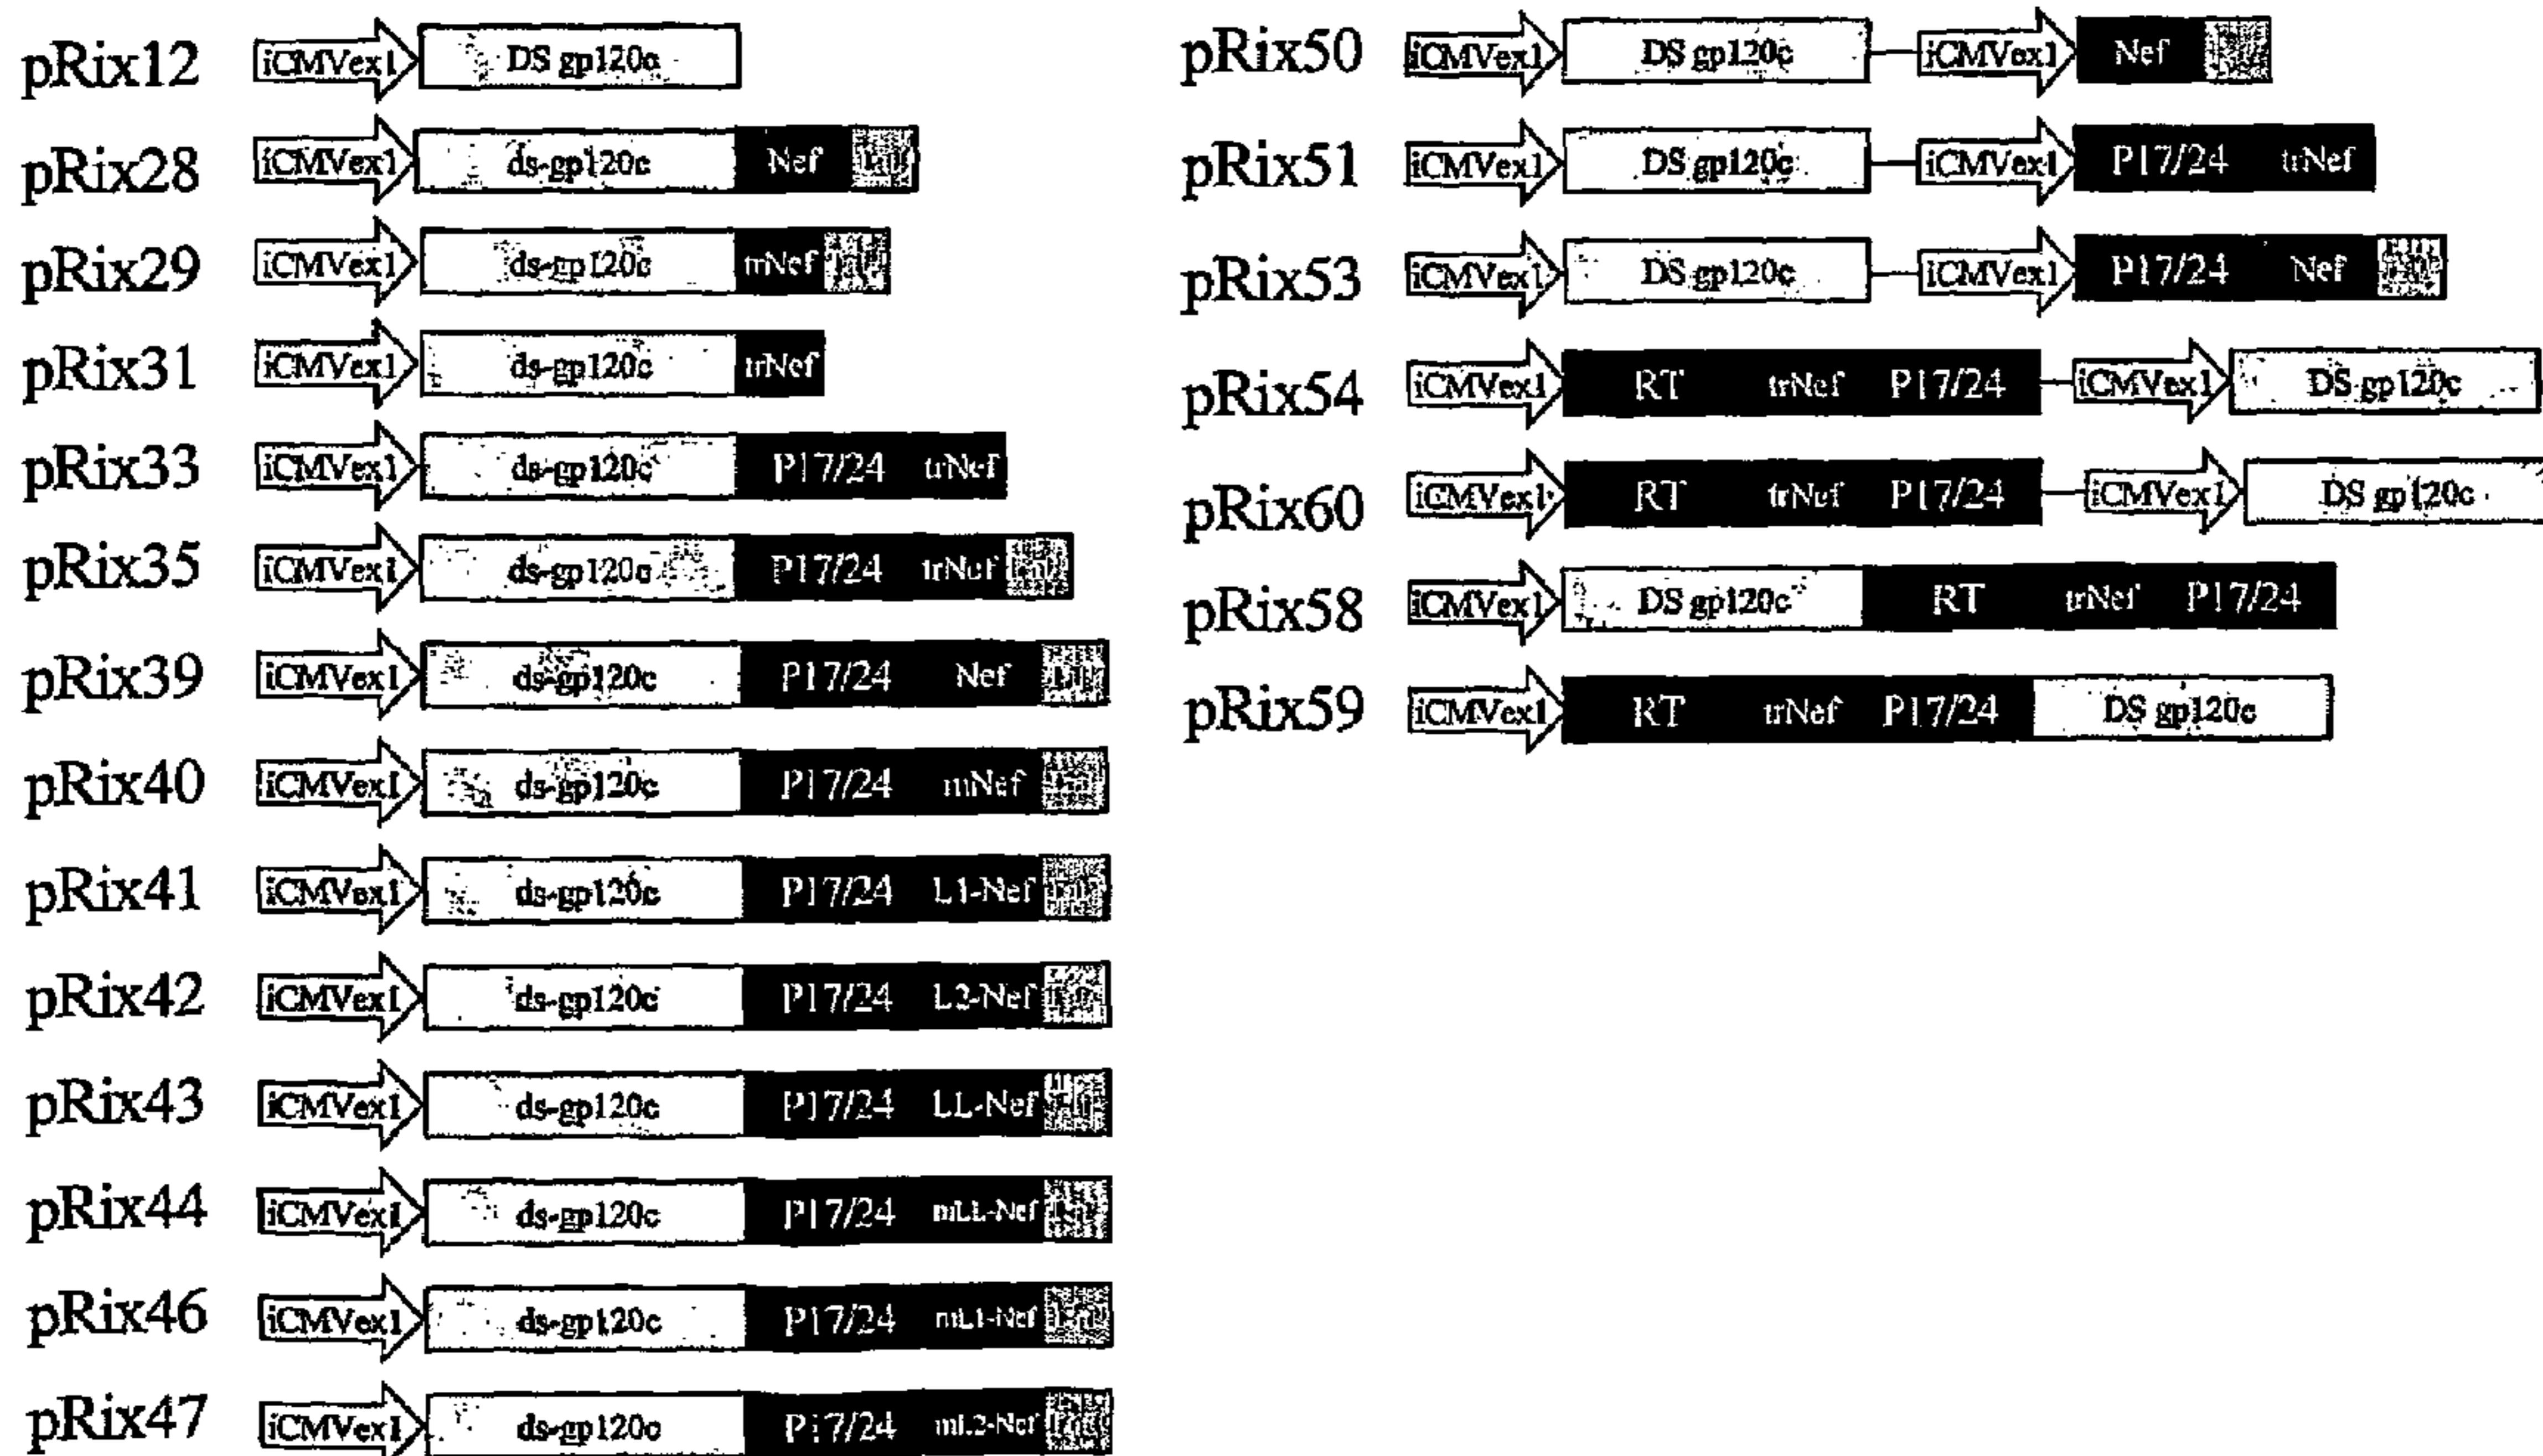 pRix12 iCMVex1 DS gp120c
pRix28 iCMVex1 ds-gp120c Nef
pRix29 iCMVex1 ds-gp120c trNef
pRix31 iCMVex1 ds-gp120c trNef
pRix33 iCMVex1 ds-gp120c P17/24 trNef
pRix35 iCMVex1 ds-gp120c P17/24 trNef
pRix39 iCMVex1 ds-gp120c P17/24 Nef
pRix40 iCMVex1 ds-gp120c P17/24 mNef
pRix41 iCMVex1 ds-gp120c P17/24 L1-Nef
pRix42 iCMVex1 ds-gp120c P17/24 L2-Nef
pRix43 iCMVex1 ds-gp120c P17/24 LL-Nef
pRix44 iCMVex1 ds-gp120c P17/24 mLL-Nef
pRix46 iCMVex1 ds-gp120c P17/24 mL1-Nef
pRix47 iCMVex1 ds-gp120c P17/24 mL2-Nef
pRix50 iCMVex1 DS gp120c iCMVex1 Nef
pRix51 iCMVex1 DS gp120c iCMVex1 P17/24 trNef
pRix53 iCMVex1 DS gp120c iCMVex1 P17/24 Nef
pRix54 iCMVex1 RT trNef P17/24 iCMVex1 DS gp120c
pRix60 iCMVex1 RT trNef P17/24 iCMVex1 DS gp120c
pRix58 iCMVex1 DS gp120c RT trNef P17/24
pRix59 iCMVex1 RT trNef P17/24 DS gp120c